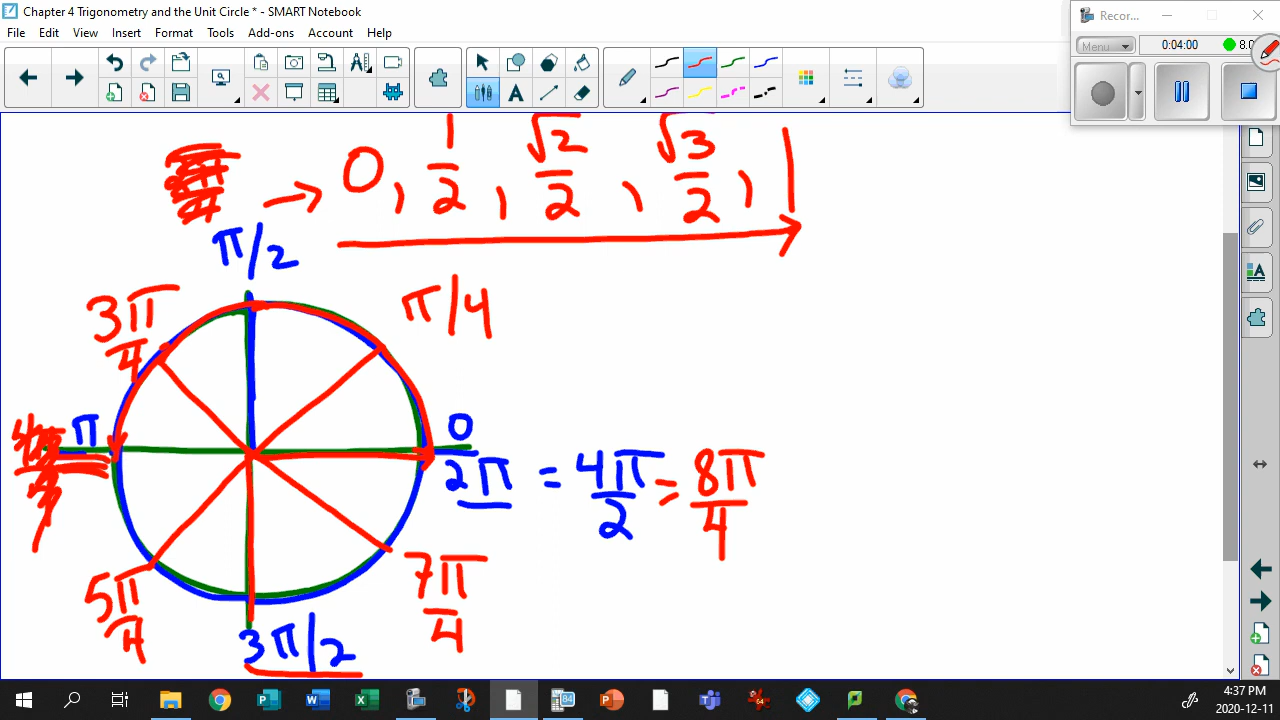 Chapter 4 Trigonometry and the Unit Circle * - SMART Notebook
Recor...
File Edit View Insert Format Tools Add-ons Account Help
Menu
0:04:00
8.0
A
→ 0, 1/2, √2/2, √3/2, 1
π/2
3π/4
π/4
π
0
2π = 4π/2 = 8π/4
5π/4
7π/4
3π/2
4:37 PM
2020-12-11